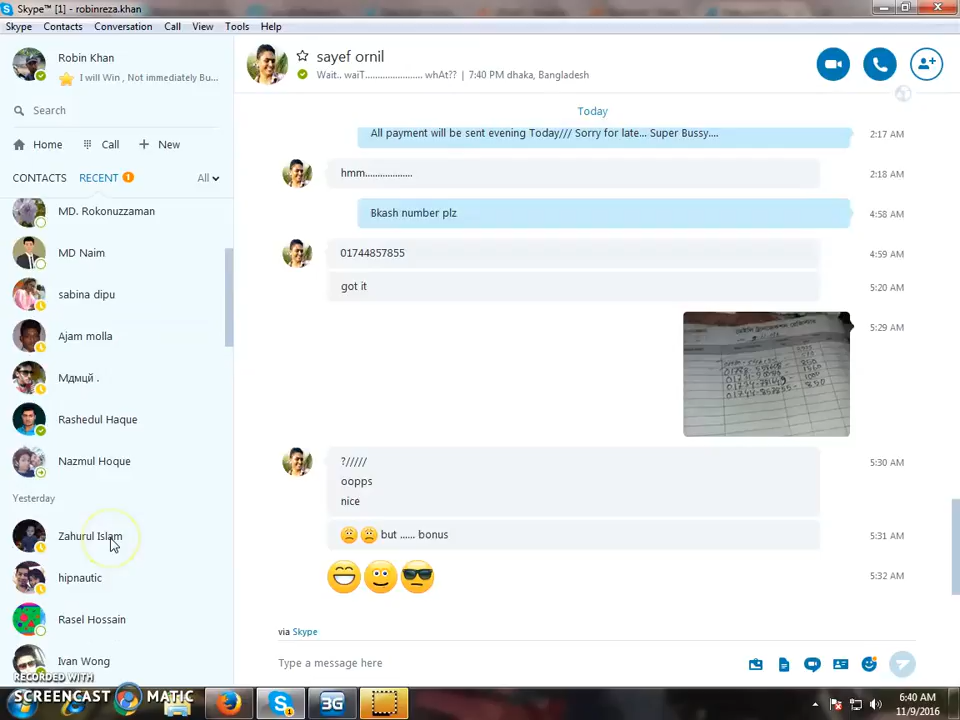 Skype™ [1] - robinreza.khan
Skype Contacts Conversation Call View Tools Help
Robin Khan
I will Win , Not immediately Bu...
Search
Home Call New
CONTACTS RECENT 1 All
MD. Rokonuzzaman
MD Naim
sabina dipu
Ajam molla
Мдмцй .
Rashedul Haque
Nazmul Hoque
Yesterday
Zahurul Islam
hipnautic
Rasel Hossain
Ivan Wong
sayef ornil
Wait.. waiT...................... whAt?? | 7:40 PM dhaka, Bangladesh
Today
All payment will be sent evening Today/// Sorry for late... Super Bussy.... 2:17 AM
hmm................... 2:18 AM
Bkash number plz 4:58 AM
01744857855 4:59 AM
got it 5:20 AM
5:29 AM
?///// 5:30 AM
oopps
nice
but ...... bonus 5:31 AM
5:32 AM
via Skype
Type a message here
RECORDED WITH
SCREENCAST MATIC
3G
6:40 AM
11/9/2016